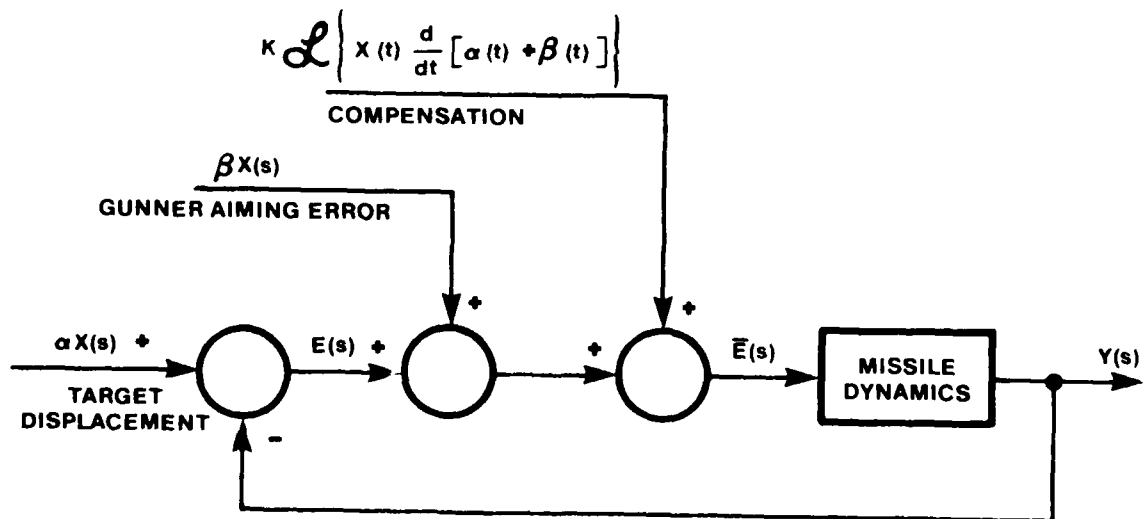 K ℒ { X (t) d/dt [ α (t) + β (t) ] }
COMPENSATION
β X(s)
GUNNER AIMING ERROR
+
+
α X(s) +
E(s) +
+
Ē(s)
MISSILE
DYNAMICS
Y(s)
TARGET
DISPLACEMENT
−